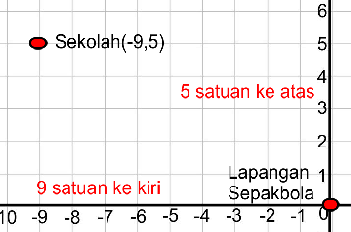 6
Sekolah(-9,5)
5
4
5 satuan ke atas
3
2
Lapangan
1
9 satuan ke kiri
Sepakbola
0
10 -9 -8 -7 -6 -5 -4 -3 -2 -1